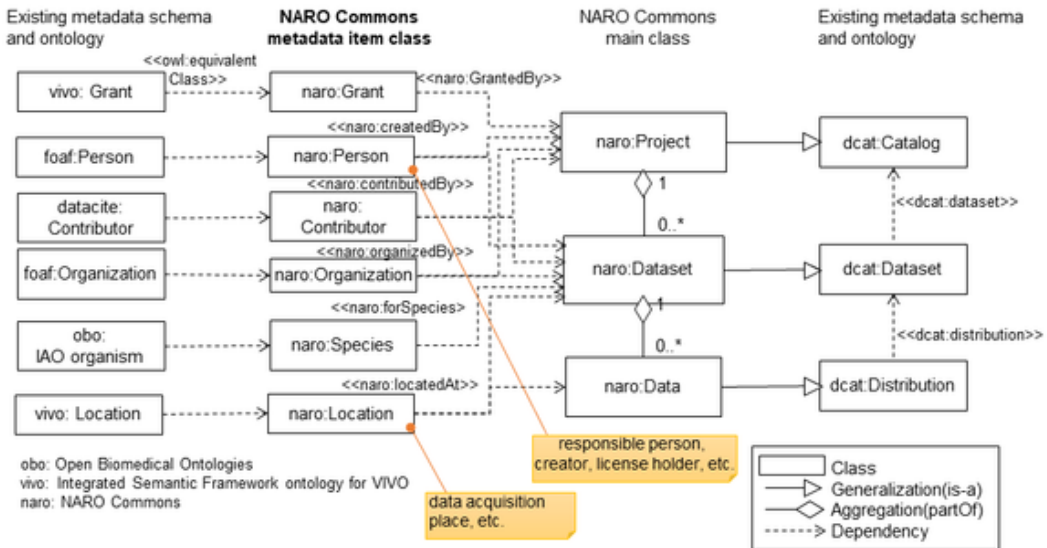 Existing metadata schema
and ontology
NARO Commons
metadata item class
NARO Commons
main class
Existing metadata schema
and ontology
<<owl:equivalent
Class>>
vivo: Grant
naro:Grant
<<naro:GrantedBy>>
<<naro:createdBy>>
foaf:Person
naro:Person
naro:Project
dcat:Catalog
<<naro:contributedBy>>
datacite:
Contributor
naro:
Contributor
1
0..*
<<dcat:dataset>>
<<naro:organizedBy>>
foaf:Organization
naro:Organization
naro:Dataset
dcat:Dataset
<<naro:forSpecies>
1
0..*
<<dcat:distribution>>
obo:
IAO organism
naro:Species
<<naro:locatedAt>>
naro:Data
dcat:Distribution
vivo: Location
naro:Location
responsible person,
creator, license holder, etc.
data acquisition
place, etc.
obo: Open Biomedical Ontologies
vivo: Integrated Semantic Framework ontology for VIVO
naro: NARO Commons
Class
Generalization(is-a)
Aggregation(partOf)
Dependency